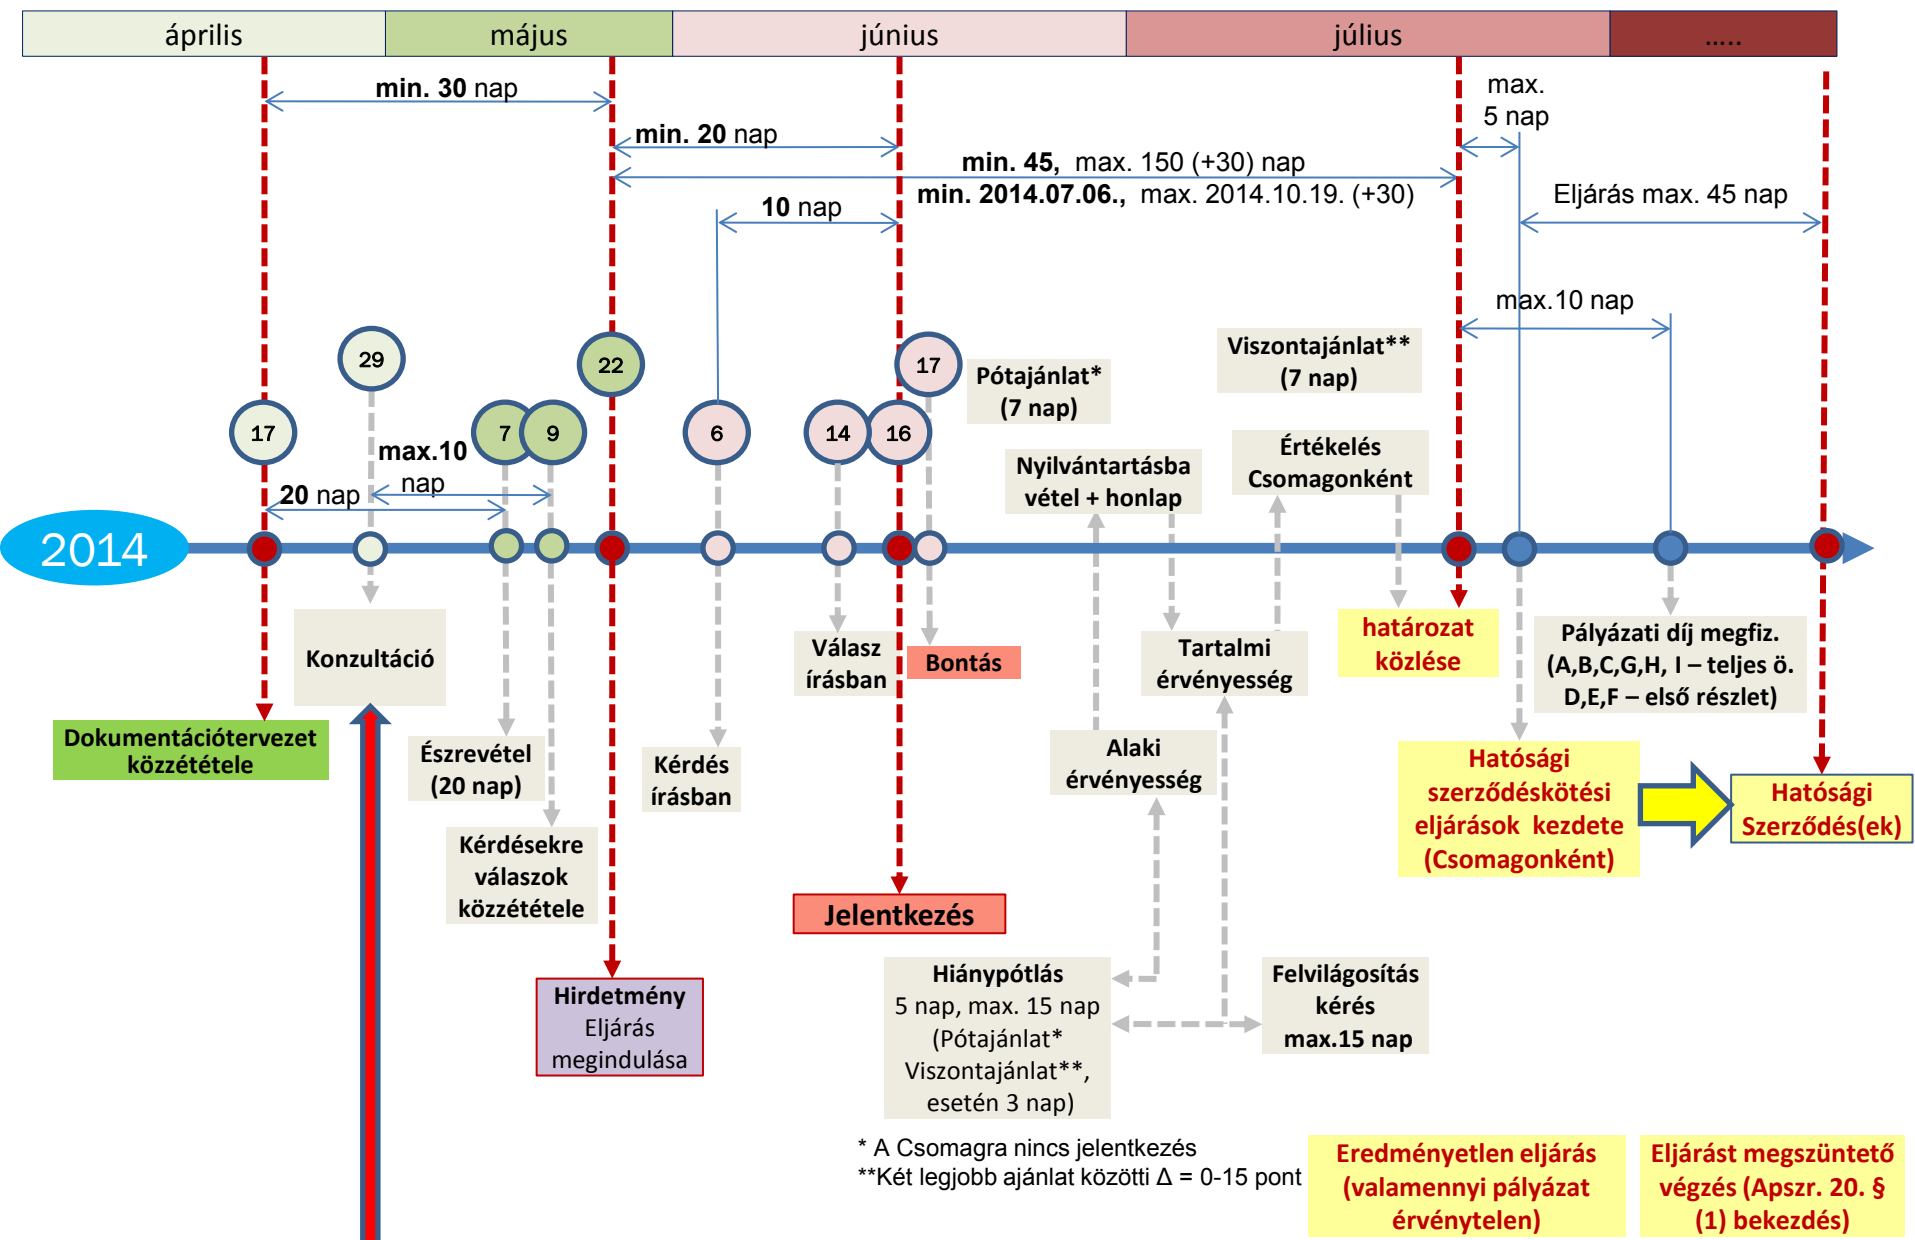 április
május
június
július
.....
min. 30 nap
max.
5 nap
min. 20 nap
min. 45, max. 150 (+30) nap
min. 2014.07.06., max. 2014.10.19. (+30)
10 nap
Eljárás max. 45 nap
max.10 nap
29
22
17
Pótajánlat*
(7 nap)
Viszontajánlat**
(7 nap)
17
7
9
6
14
16
max.10
nap
20 nap
Nyilvántartásba
vétel + honlap
Értékelés
Csomagonként
2014
Konzultáció
Válasz
írásban
Bontás
Tartalmi
érvényesség
határozat
közlése
Pályázati díj megfiz.
(A,B,C,G,H, I – teljes ö.
D,E,F – első részlet)
Dokumentációtervezet
közzététele
Észrevétel
(20 nap)
Kérdés
írásban
Alaki
érvényesség
Hatósági
szerződéskötési
eljárások kezdete
(Csomagonként)
Hatósági
Szerződés(ek)
Kérdésekre
válaszok
közzététele
Jelentkezés
Hirdetmény
Eljárás
megindulása
Hiánypótlás
5 nap, max. 15 nap
(Pótajánlat*
Viszontajánlat**,
esetén 3 nap)
Felvilágosítás
kérés
max.15 nap
* A Csomagra nincs jelentkezés
**Két legjobb ajánlat közötti Δ = 0-15 pont
Eredményetlen eljárás
(valamennyi pályázat
érvénytelen)
Eljárást megszüntető
végzés (Apszr. 20. §
(1) bekezdés)